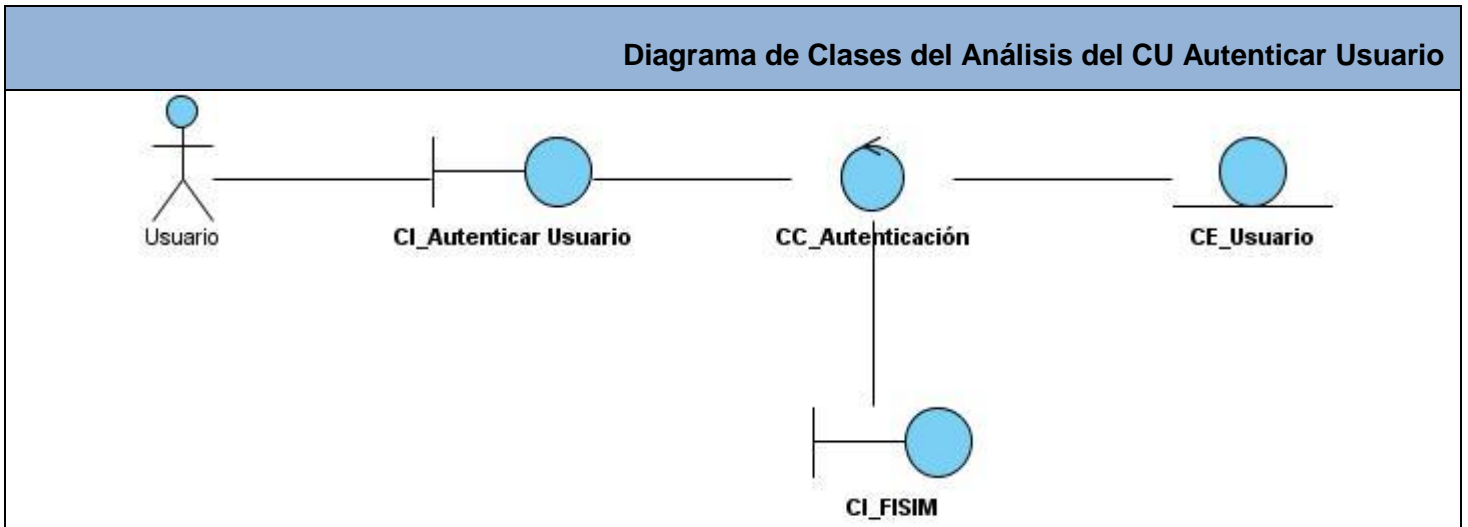 Diagrama de Clases del Análisis del CU Autenticar Usuario
Usuario
CI_Autenticar Usuario
CC_Autenticación
CE_Usuario
CI_FISIM